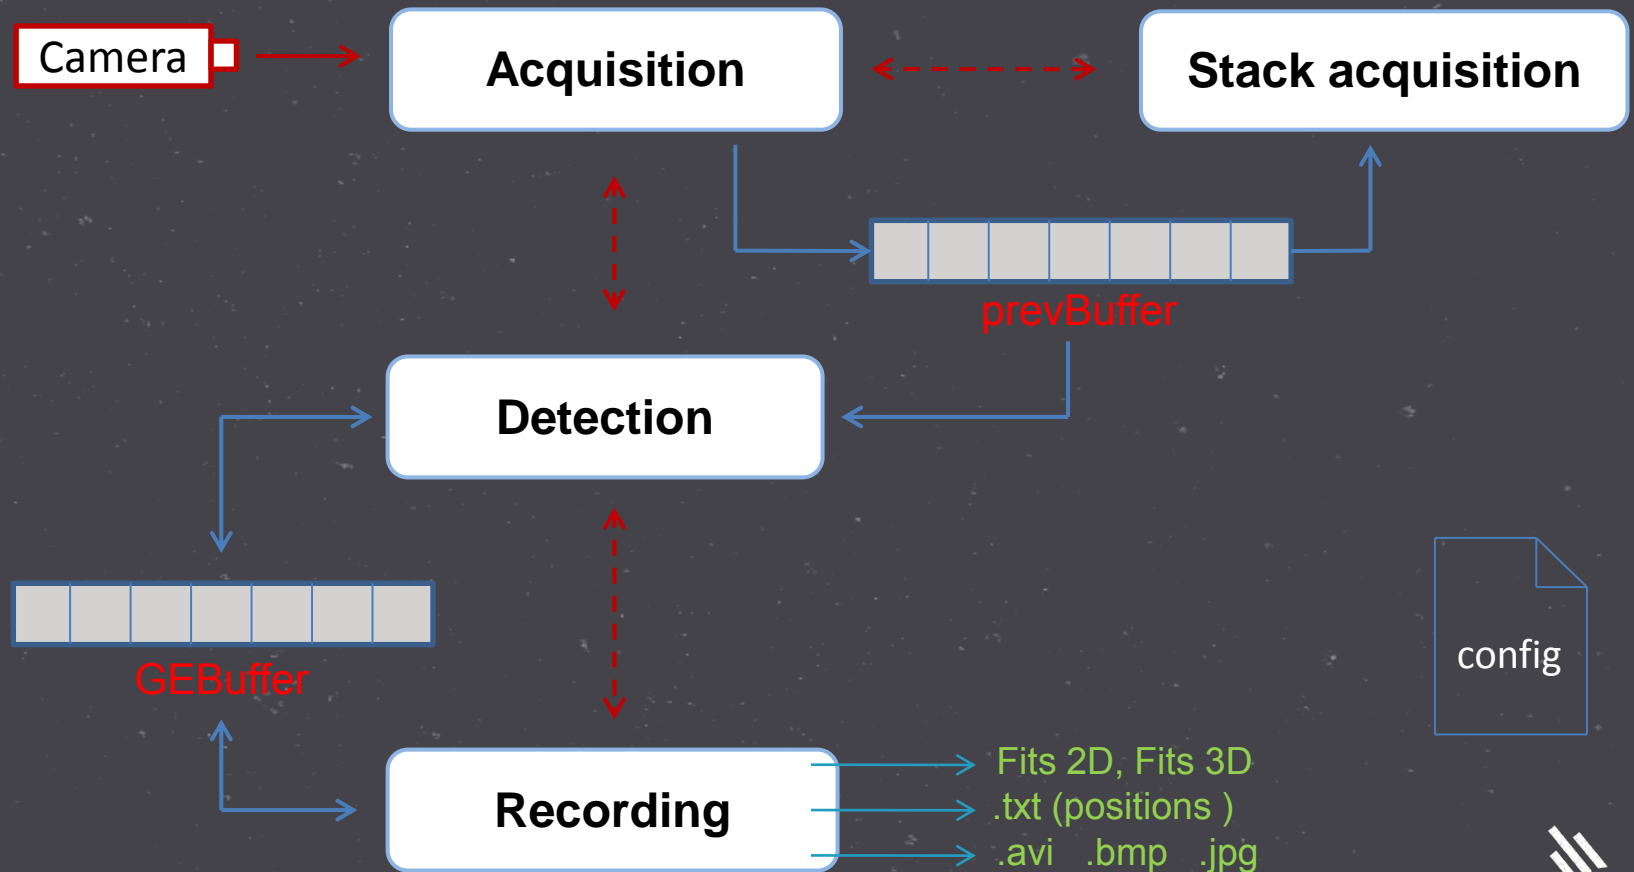 Camera
Acquisition
Stack acquisition
prevBuffer
Detection
GEBuffer
config
Recording
Fits 2D, Fits 3D
.txt (positions )
.avi .bmp .jpg